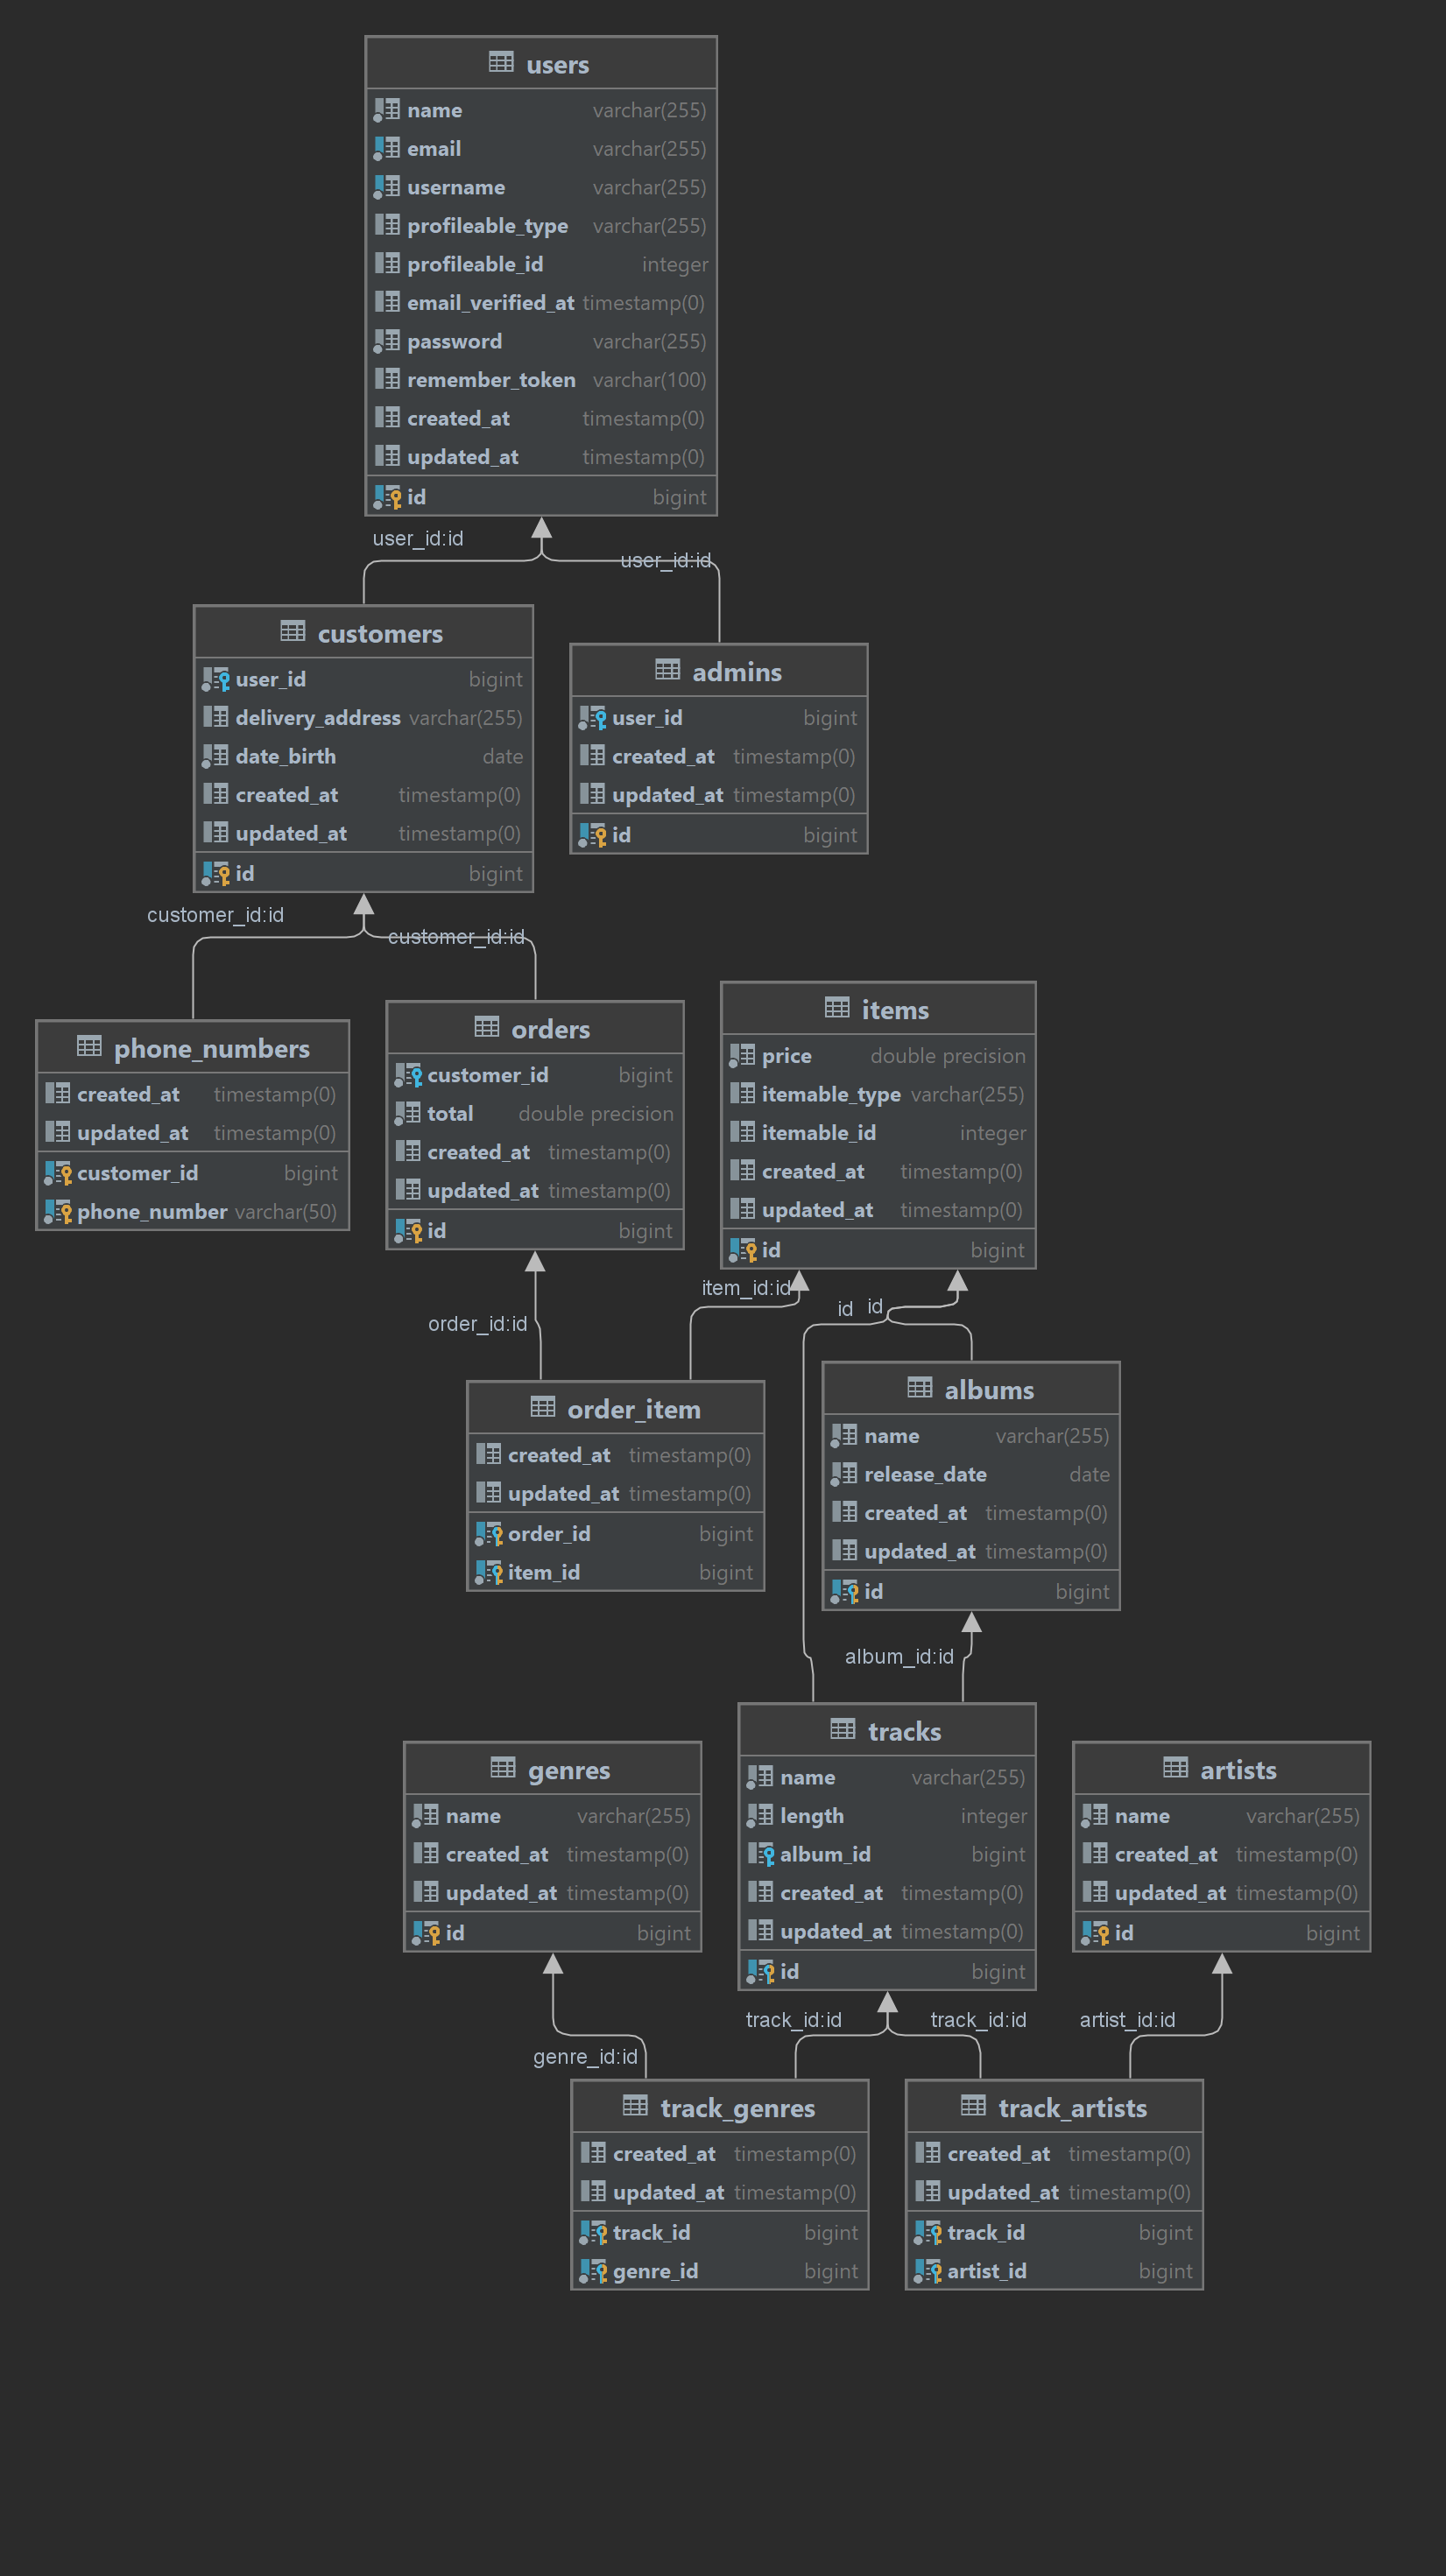 users
name varchar(255)
email varchar(255)
username varchar(255)
profileable_type varchar(255)
profileable_id integer
email_verified_at timestamp(0)
password varchar(255)
remember_token varchar(100)
created_at timestamp(0)
updated_at timestamp(0)
id bigint
user_id:id
user_id:id
customers
user_id bigint
delivery_address varchar(255)
date_birth date
created_at timestamp(0)
updated_at timestamp(0)
id bigint
admins
user_id bigint
created_at timestamp(0)
updated_at timestamp(0)
id bigint
customer_id:id
customer_id:id
phone_numbers
created_at timestamp(0)
updated_at timestamp(0)
customer_id bigint
phone_number varchar(50)
orders
customer_id bigint
total double precision
created_at timestamp(0)
updated_at timestamp(0)
id bigint
items
price double precision
itemable_type varchar(255)
itemable_id integer
created_at timestamp(0)
updated_at timestamp(0)
id bigint
order_id:id
item_id:id
id
id
order_item
created_at timestamp(0)
updated_at timestamp(0)
order_id bigint
item_id bigint
albums
name varchar(255)
release_date date
created_at timestamp(0)
updated_at timestamp(0)
id bigint
album_id:id
genres
name varchar(255)
created_at timestamp(0)
updated_at timestamp(0)
id bigint
tracks
name varchar(255)
length integer
album_id bigint
created_at timestamp(0)
updated_at timestamp(0)
id bigint
artists
name varchar(255)
created_at timestamp(0)
updated_at timestamp(0)
id bigint
genre_id:id
track_id:id
track_id:id
artist_id:id
track_genres
created_at timestamp(0)
updated_at timestamp(0)
track_id bigint
genre_id bigint
track_artists
created_at timestamp(0)
updated_at timestamp(0)
track_id bigint
artist_id bigint